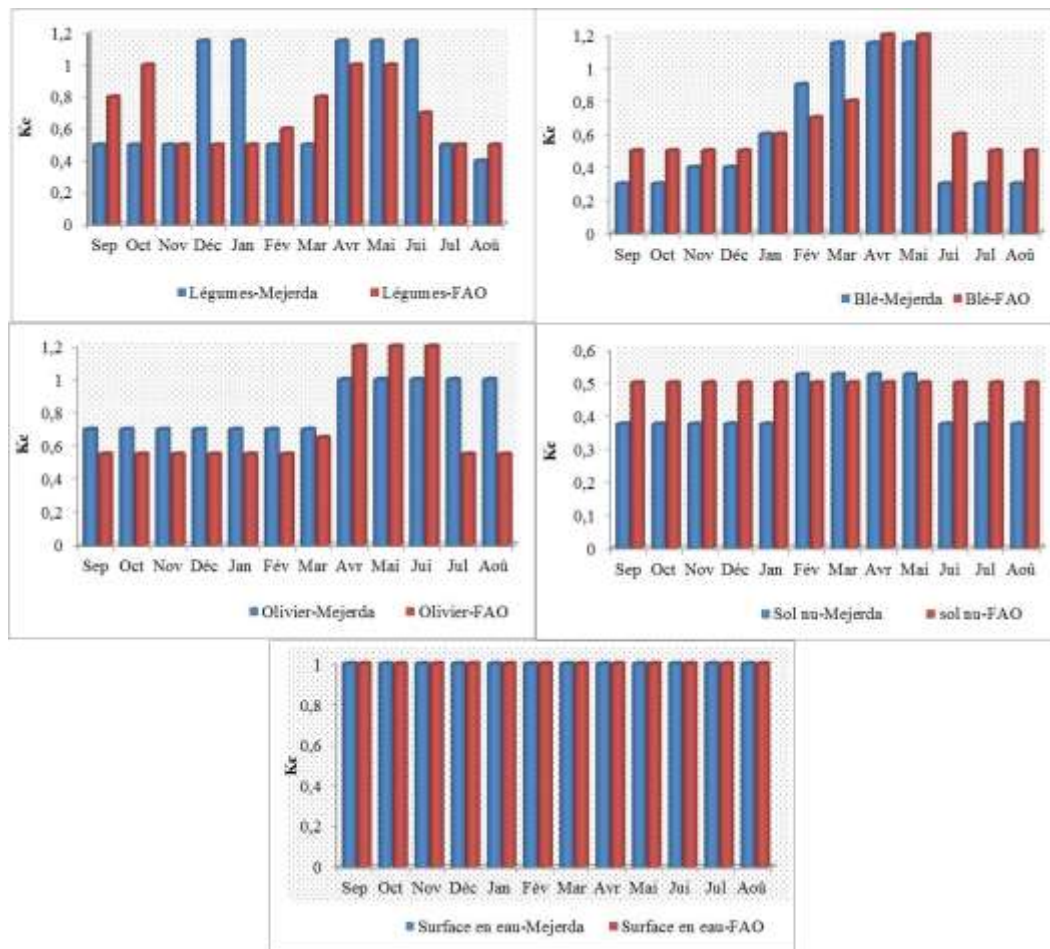 1,2
1
0,8
0,6
0,4
0,2
0
Kc
Sep Oct Nov Déc Jan Fév Mar Avr Mai Jui Jul Aoû
Légumes-Mejerda Légumes-FAO
1,2
1
0,8
0,6
0,4
0,2
0
Kc
Sep Oct Nov Déc Jan Fév Mar Avr Mai Jui Jul Aoû
Blé-Mejerda Blé-FAO
1,2
1
0,8
0,6
0,4
0,2
0
Kc
Sep Oct Nov Déc Jan Fév Mar Avr Mai Jui Jul Aoû
Olivier-Mejerda Olivier-FAO
0,6
0,5
0,4
0,3
0,2
0,1
0
Kc
Sep Oct Nov Déc Jan Fév Mar Avr Mai Jui Jul Aoû
Sol nu-Mejerda sol nu-FAO
1
0,8
0,6
0,4
0,2
0
Kc
Sep Oct Nov Déc Jan Fév Mar Avr Mai Jui Jul Aoû
Surface en eau-Mejerda Surface en eau-FAO